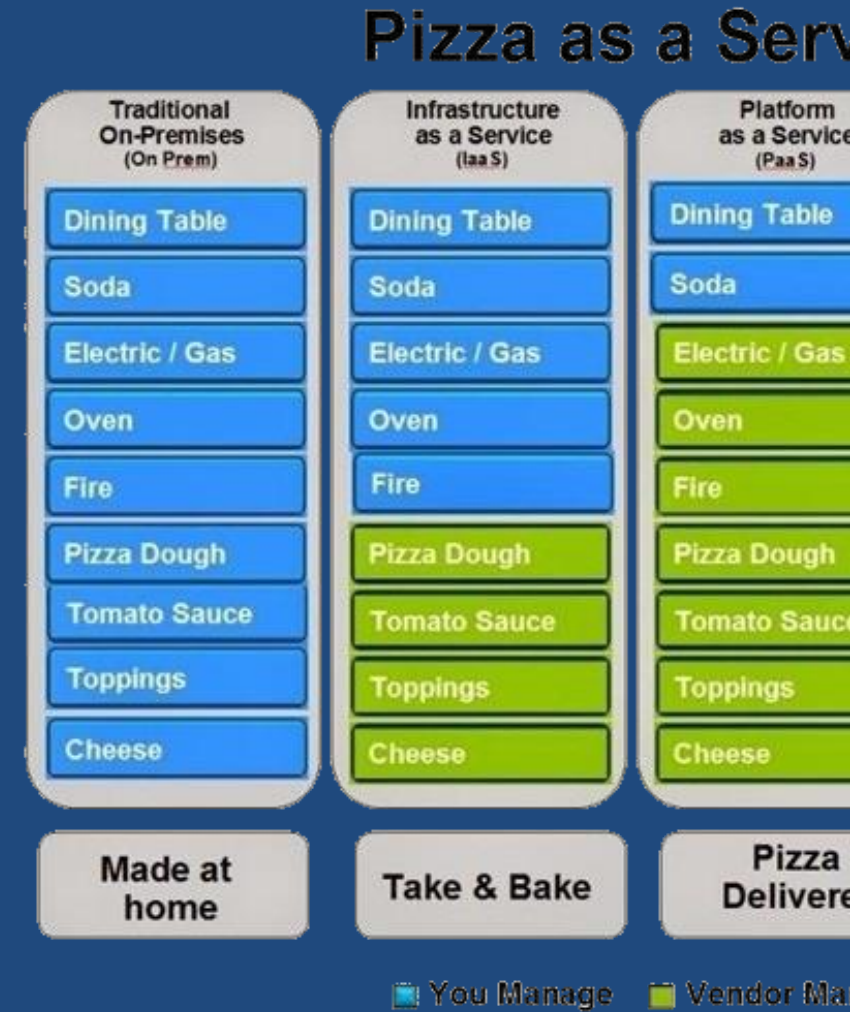 Pizza as a Serv
Traditional
On-Premises
(On Prem)
Dining Table
Soda
Electric / Gas
Oven
Fire
Pizza Dough
Tomato Sauce
Toppings
Cheese
Made at
home
Infrastructure
as a Service
(IaaS)
Dining Table
Soda
Electric / Gas
Oven
Fire
Pizza Dough
Tomato Sauce
Toppings
Cheese
Take & Bake
Platform
as a Service
(PaaS)
Dining Table
Soda
Electric / Gas
Oven
Fire
Pizza Dough
Tomato Sauce
Toppings
Cheese
Pizza
Delivere
You Manage
Vendor Ma